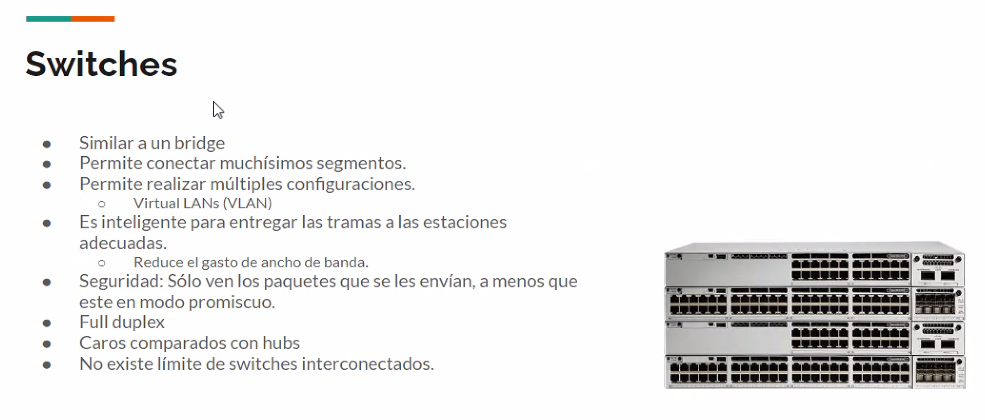 Switches
● Similar a un bridge
● Permite conectar muchísimos segmentos.
● Permite realizar múltiples configuraciones.
○ Virtual LANs (VLAN)
● Es inteligente para entregar las tramas a las estaciones
adecuadas.
○ Reduce el gasto de ancho de banda.
● Seguridad: Sólo ven los paquetes que se les envían, a menos que
este en modo promiscuo.
● Full duplex
● Caros comparados con hubs
● No existe límite de switches interconectados.